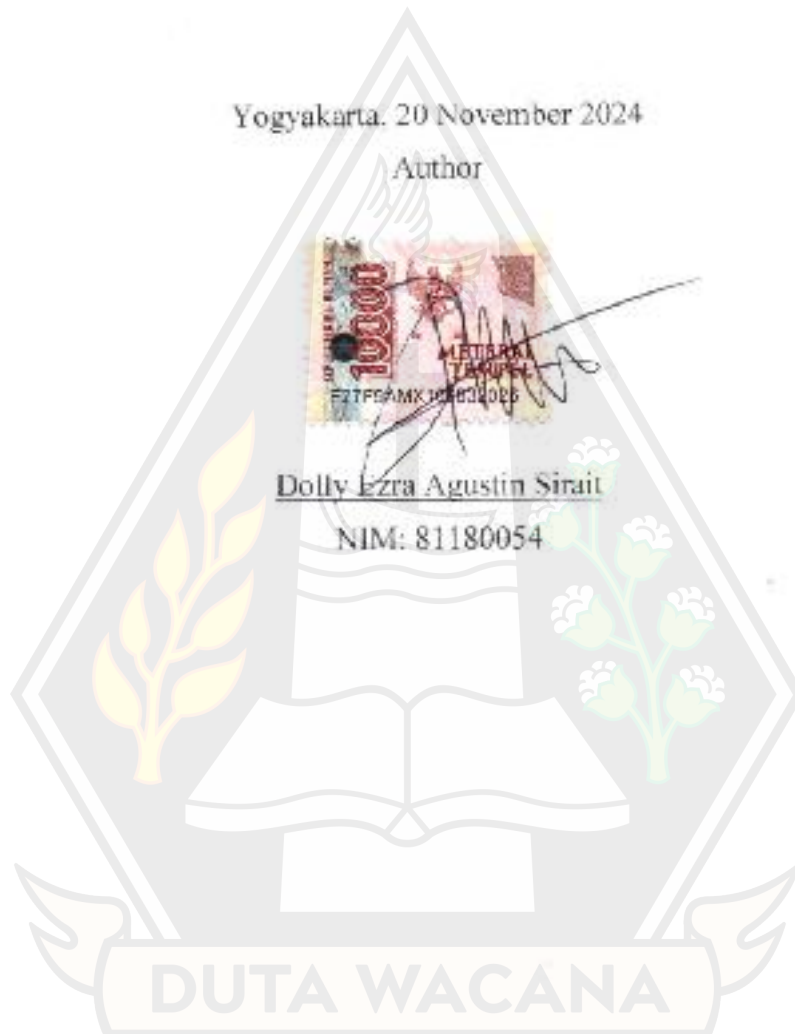 Yogyakarta, 20 November 2024
Author
10000
METERAI
TEMPEL
Dolly Ezra Agustin Sirait
NIM: 81180054
DUTA WACANA